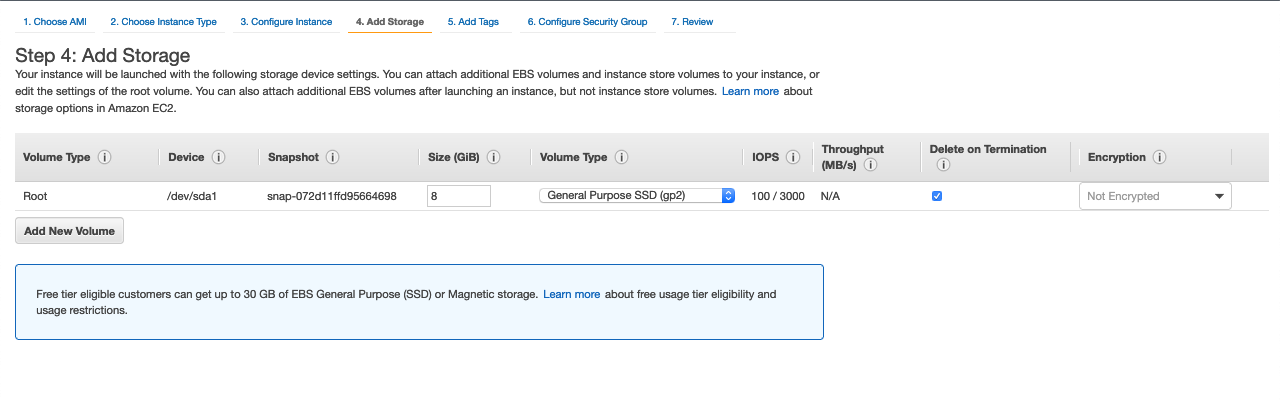 1. Choose AMI 2. Choose Instance Type 3. Configure Instance 4. Add Storage 5. Add Tags 6. Configure Security Group 7. Review
Step 4: Add Storage
Your instance will be launched with the following storage device settings. You can attach additional EBS volumes and instance store volumes to your instance, or
edit the settings of the root volume. You can also attach additional EBS volumes after launching an instance, but not instance store volumes. Learn more about
storage options in Amazon EC2.
Volume Type i Device i Snapshot i Size (GiB) i Volume Type i IOPS i Throughput (MB/s) i Delete on Termination i Encryption i
Root /dev/sda1 snap-072d11ffd95664698 8 General Purpose SSD (gp2) 100 / 3000 N/A Not Encrypted
Add New Volume
Free tier eligible customers can get up to 30 GB of EBS General Purpose (SSD) or Magnetic storage. Learn more about free usage tier eligibility and
usage restrictions.